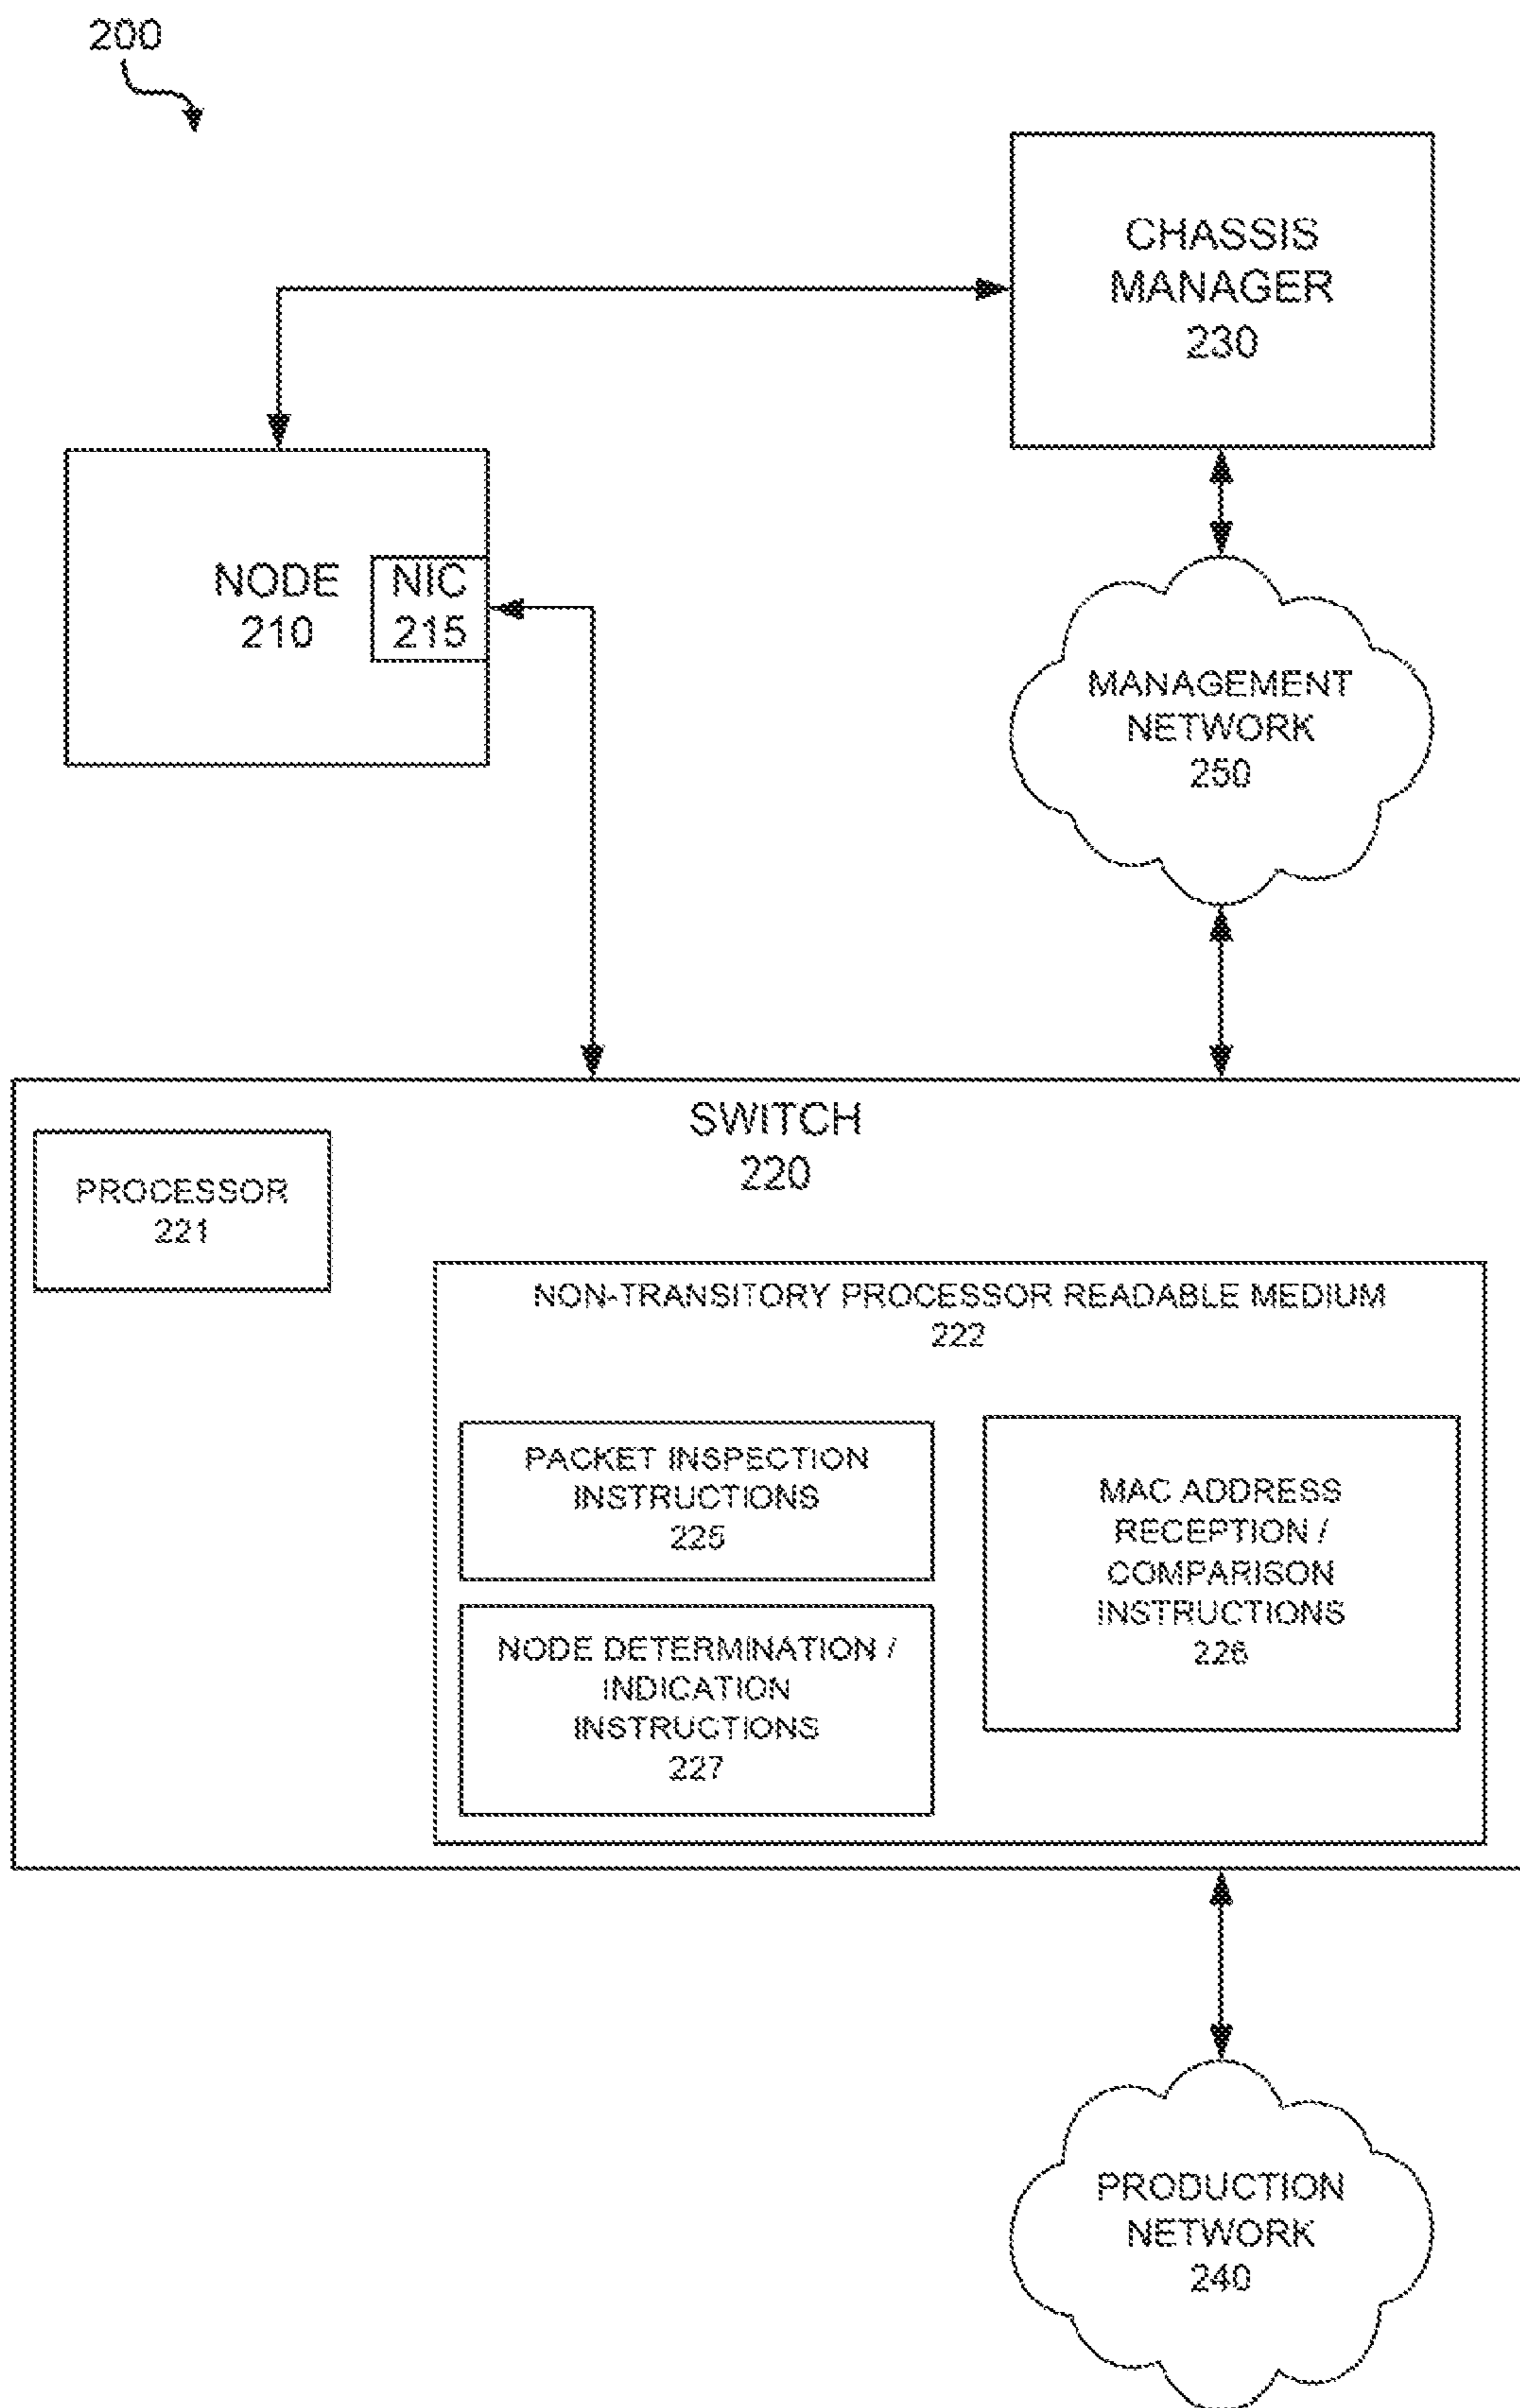 200
CHASSIS
MANAGER
230
NODE
210
NIC
215
MANAGEMENT
NETWORK
250
SWITCH
220
PROCESSOR
221
NON-TRANSITORY PROCESSOR READABLE MEDIUM
222
PACKET INSPECTION
INSTRUCTIONS
225
MAC ADDRESS
RECEPTION /
COMPARISON
INSTRUCTIONS
226
NODE DETERMINATION /
INDICATION
INSTRUCTIONS
227
PRODUCTION
NETWORK
240